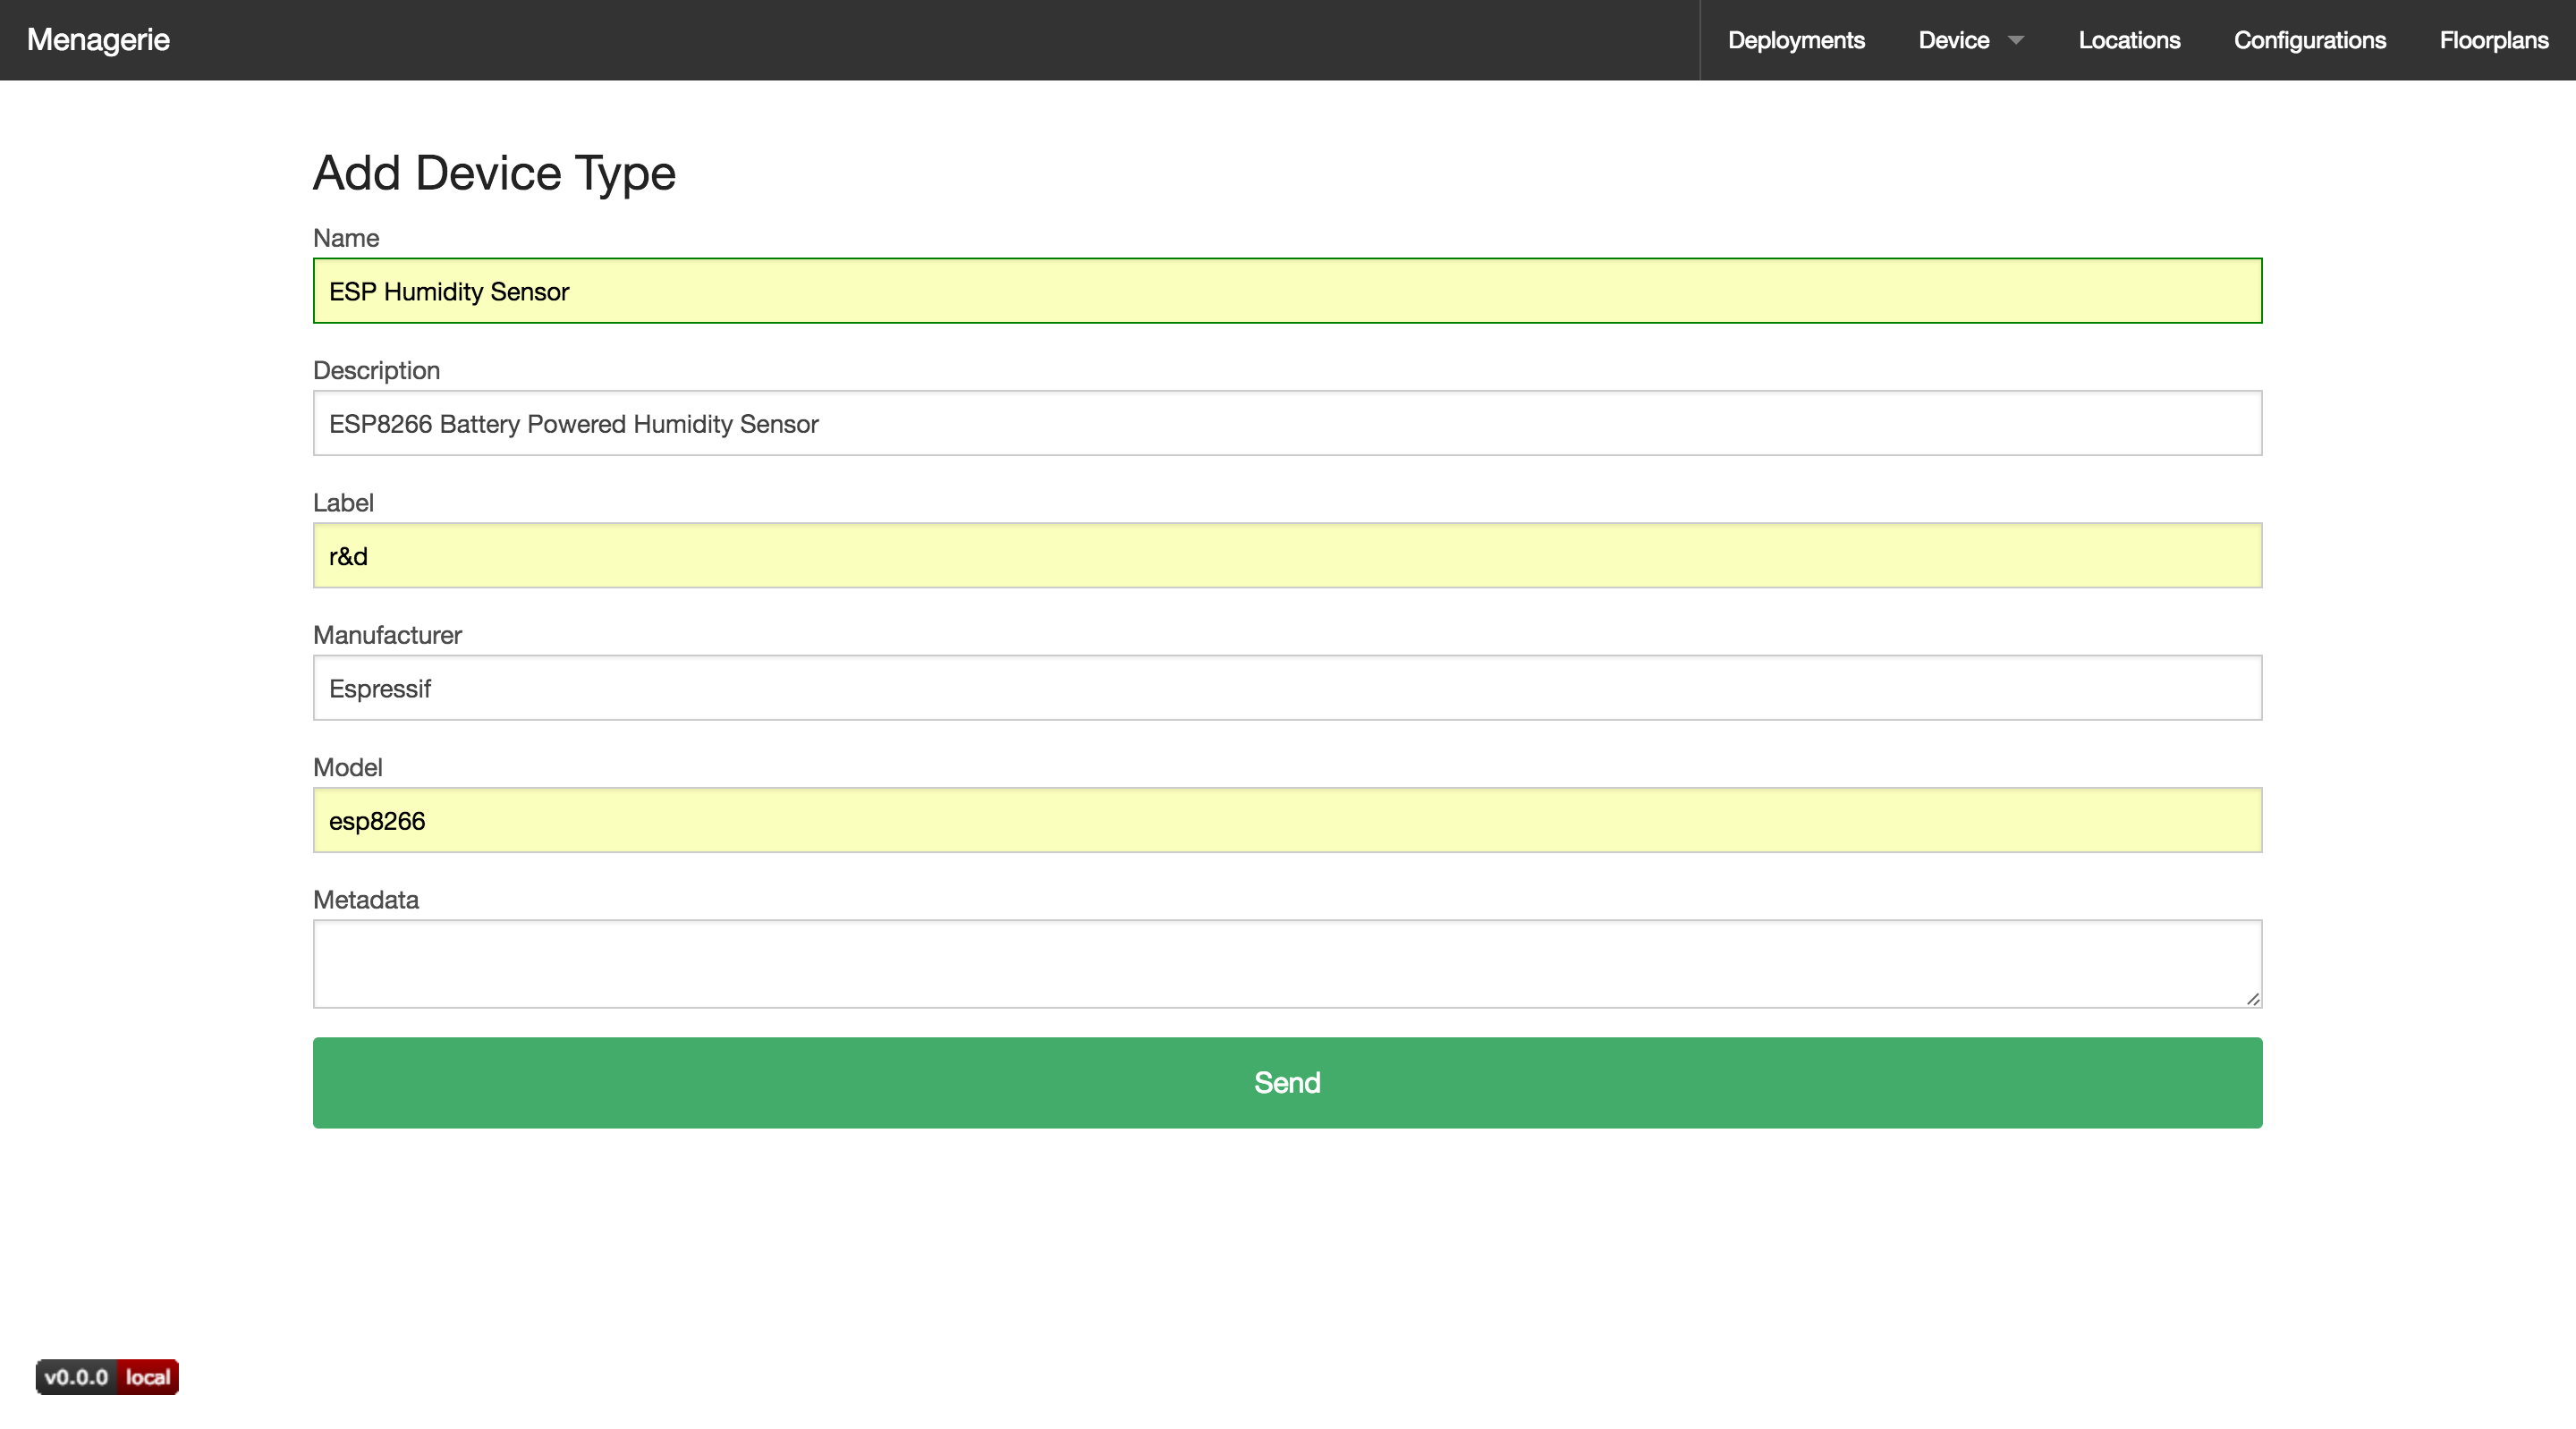 Menagerie
Deployments Device Locations Configurations Floorplans
Add Device Type
Name
ESP Humidity Sensor
Description
ESP8266 Battery Powered Humidity Sensor
Label
r&d
Manufacturer
Espressif
Model
esp8266
Metadata
Send
v0.0.0 local